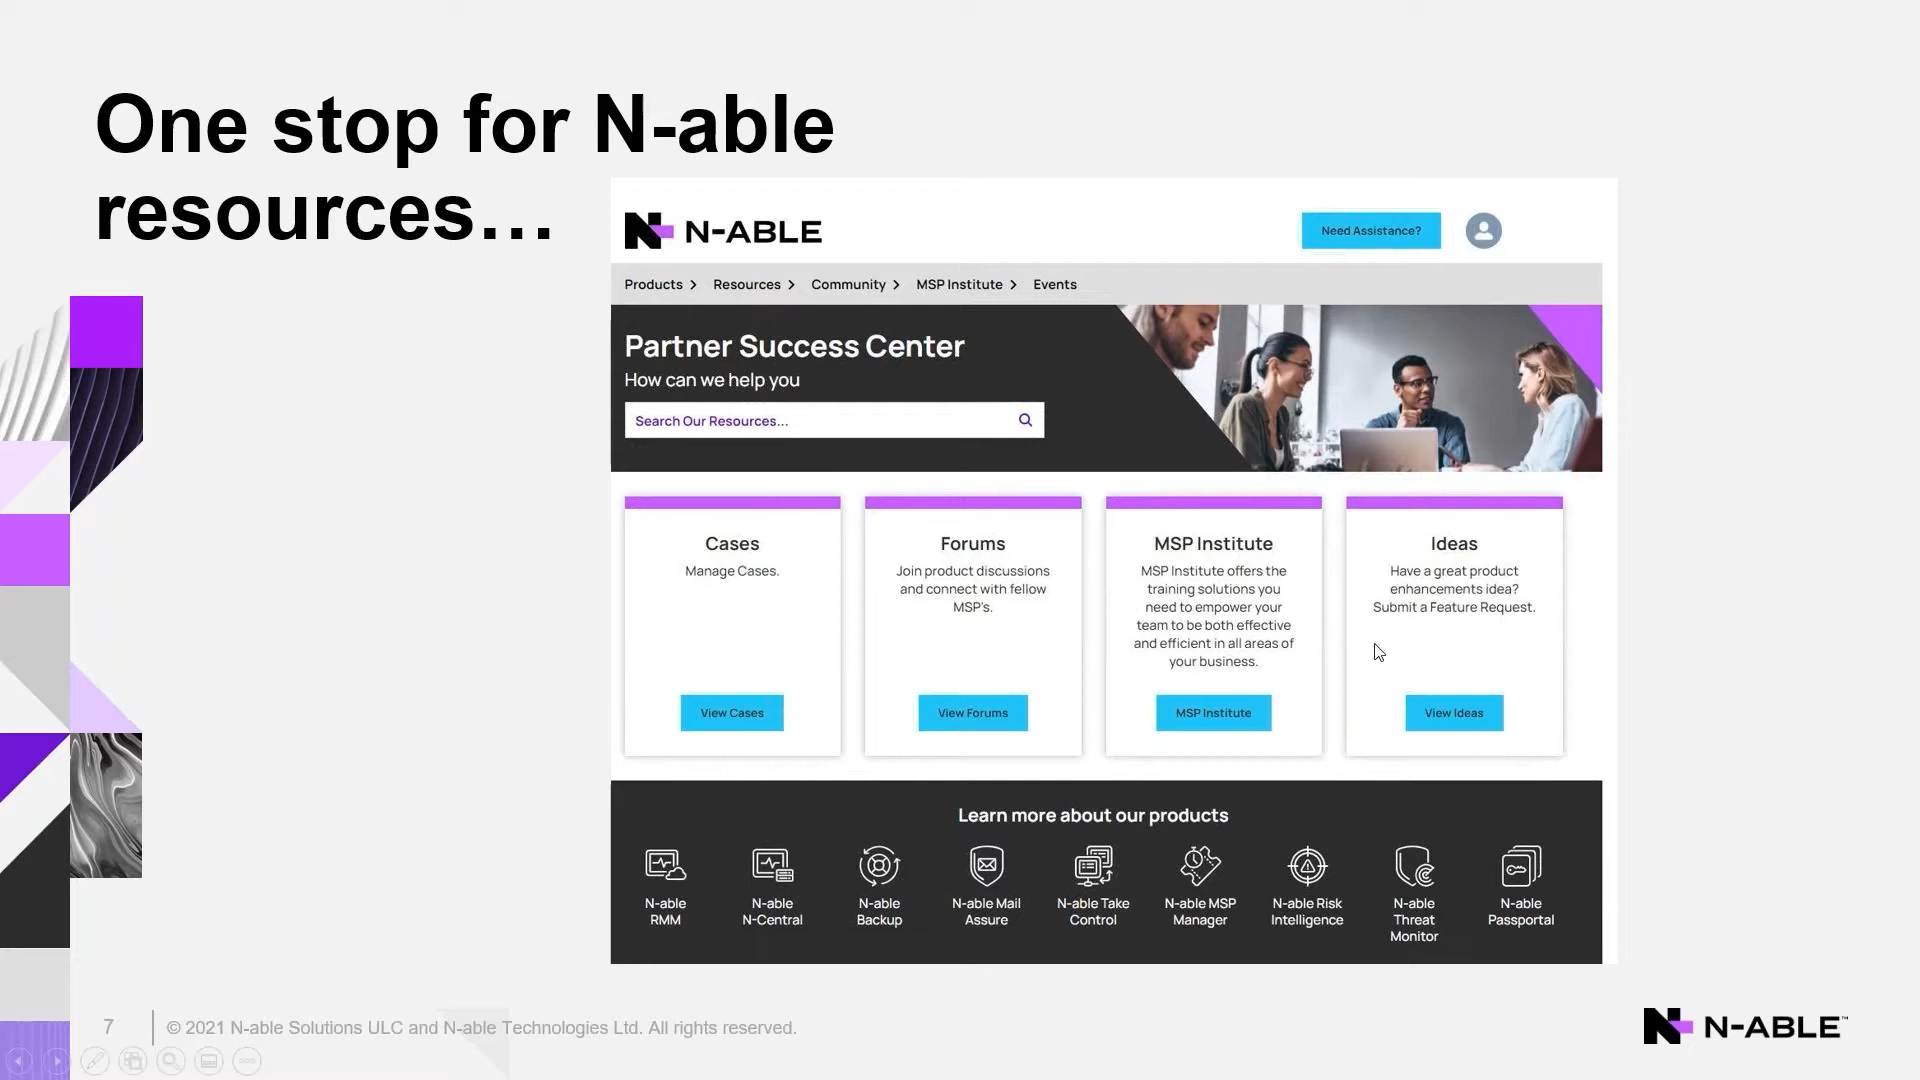 One stop for N-able
resources…
N-ABLE
Need Assistance?
Products
Resources
Community
MSP Institute
Events
Partner Success Center
How can we help you
Search Our Resources...
Cases
Manage Cases.
View Cases
Forums
Join product discussions
and connect with fellow
MSP's.
View Forums
MSP Institute
MSP Institute offers the
training solutions you
need to empower your
team to be both effective
and efficient in all areas of
your business.
MSP Institute
Ideas
Have a great product
enhancements idea?
Submit a Feature Request.
View Ideas
Learn more about our products
N-able
RMM
N-able
N-Central
N-able
Backup
N-able Mail
Assure
N-able Take
Control
N-able MSP
Manager
N-able Risk
Intelligence
N-able
Threat
Monitor
N-able
Passportal
7
© 2021 N-able Solutions ULC and N-able Technologies Ltd. All rights reserved.
N-ABLE™